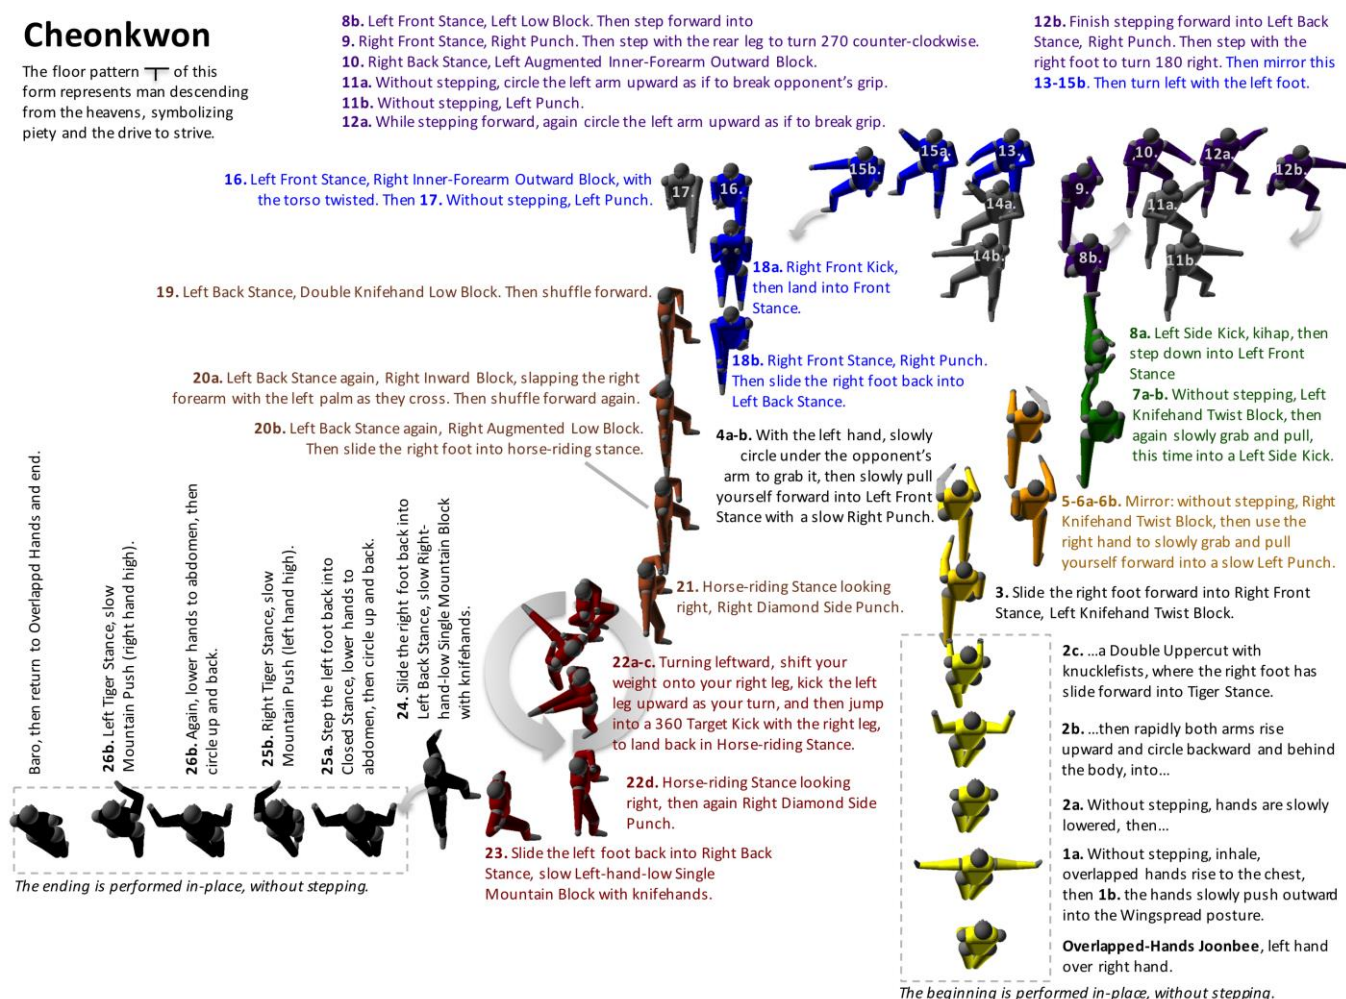 Cheonkwon
The floor pattern of this
form represents man descending
from the heavens, symbolizing
piety and the drive to strive.
8b. Left Front Stance, Left Low Block. Then step forward into
9. Right Front Stance, Right Punch. Then step with the rear leg to turn 270 counter-clockwise.
10. Right Back Stance, Left Augmented Inner-Forearm Outward Block.
11a. Without stepping, circle the left arm upward as if to break opponent's grip.
11b. Without stepping, Left Punch.
12a. While stepping forward, again circle the left arm upward as if to break grip.
12b. Finish stepping forward into Left Back
Stance, Right Punch. Then step with the
right foot to turn 180 right. Then mirror this
13-15b. Then turn left with the left foot.
15b.
15a.
13.
14a.
14b.
9.
8b.
10.
12a.
12b.
11a.
11b.
16. Left Front Stance, Right Inner-Forearm Outward Block, with
the torso twisted. Then 17. Without stepping, Left Punch.
17.
16.
18a. Right Front Kick,
then land into Front
Stance.
19. Left Back Stance, Double Knifehand Low Block. Then shuffle forward.
18b. Right Front Stance, Right Punch.
Then slide the right foot back into
Left Back Stance.
8a. Left Side Kick, kihap, then
step down into Left Front
Stance
7a-b. Without stepping, Left
Knifehand Twist Block, then
again slowly grab and pull,
this time into a Left Side Kick.
20a. Left Back Stance again, Right Inward Block, slapping the right
forearm with the left palm as they cross. Then shuffle forward again.
20b. Left Back Stance again, Right Augmented Low Block.
Then slide the right foot into horse-riding stance.
4a-b. With the left hand, slowly
circle under the opponent's
arm to grab it, then slowly pull
yourself forward into Left Front
Stance with a slow Right Punch.
5-6a-6b. Mirror: without stepping, Right
Knifehand Twist Block, then use the
right hand to slowly grab and pull
yourself forward into a slow Left Punch.
3. Slide the right foot forward into Right Front
Stance, Left Knifehand Twist Block.
21. Horse-riding Stance looking
right, Right Diamond Side Punch.
2c. ...a Double Uppercut with
knucklefists, where the right foot has
slide forward into Tiger Stance.
22a-c. Turning leftward, shift your
weight onto your right leg, kick the left
leg upward as your turn, and then jump
into a 360 Target Kick with the right leg,
to land back in Horse-riding Stance.
2b. ...then rapidly both arms rise
upward and circle backward and behind
the body, into...
22d. Horse-riding Stance looking
right, then again Right Diamond Side
Punch.
2a. Without stepping, hands are slowly
lowered, then...
23. Slide the left foot back into Right Back
Stance, slow Left-hand-low Single
Mountain Block with knifehands.
1a. Without stepping, inhale,
overlapped hands rise to the chest,
then 1b. the hands slowly push outward
into the Wingspread posture.
Overlapped-Hands Joonbee, left hand
over right hand.
The beginning is performed in-place, without stepping.
Baro, then return to Overlappd Hands and end.
26b. Left Tiger Stance, slow
Mountain Push (right hand high).
26b. Again, lower hands to abdomen, then
circle up and back.
25b. Right Tiger Stance, slow
Mountain Push (left hand high).
25a. Step the left foot back into
Closed Stance, lower hands to
abdomen, then circle up and back.
24. Slide the right foot back into
Left Back Stance, slow Right-
hand-low Single Mountain Block
with knifehands.
The ending is performed in-place, without stepping.